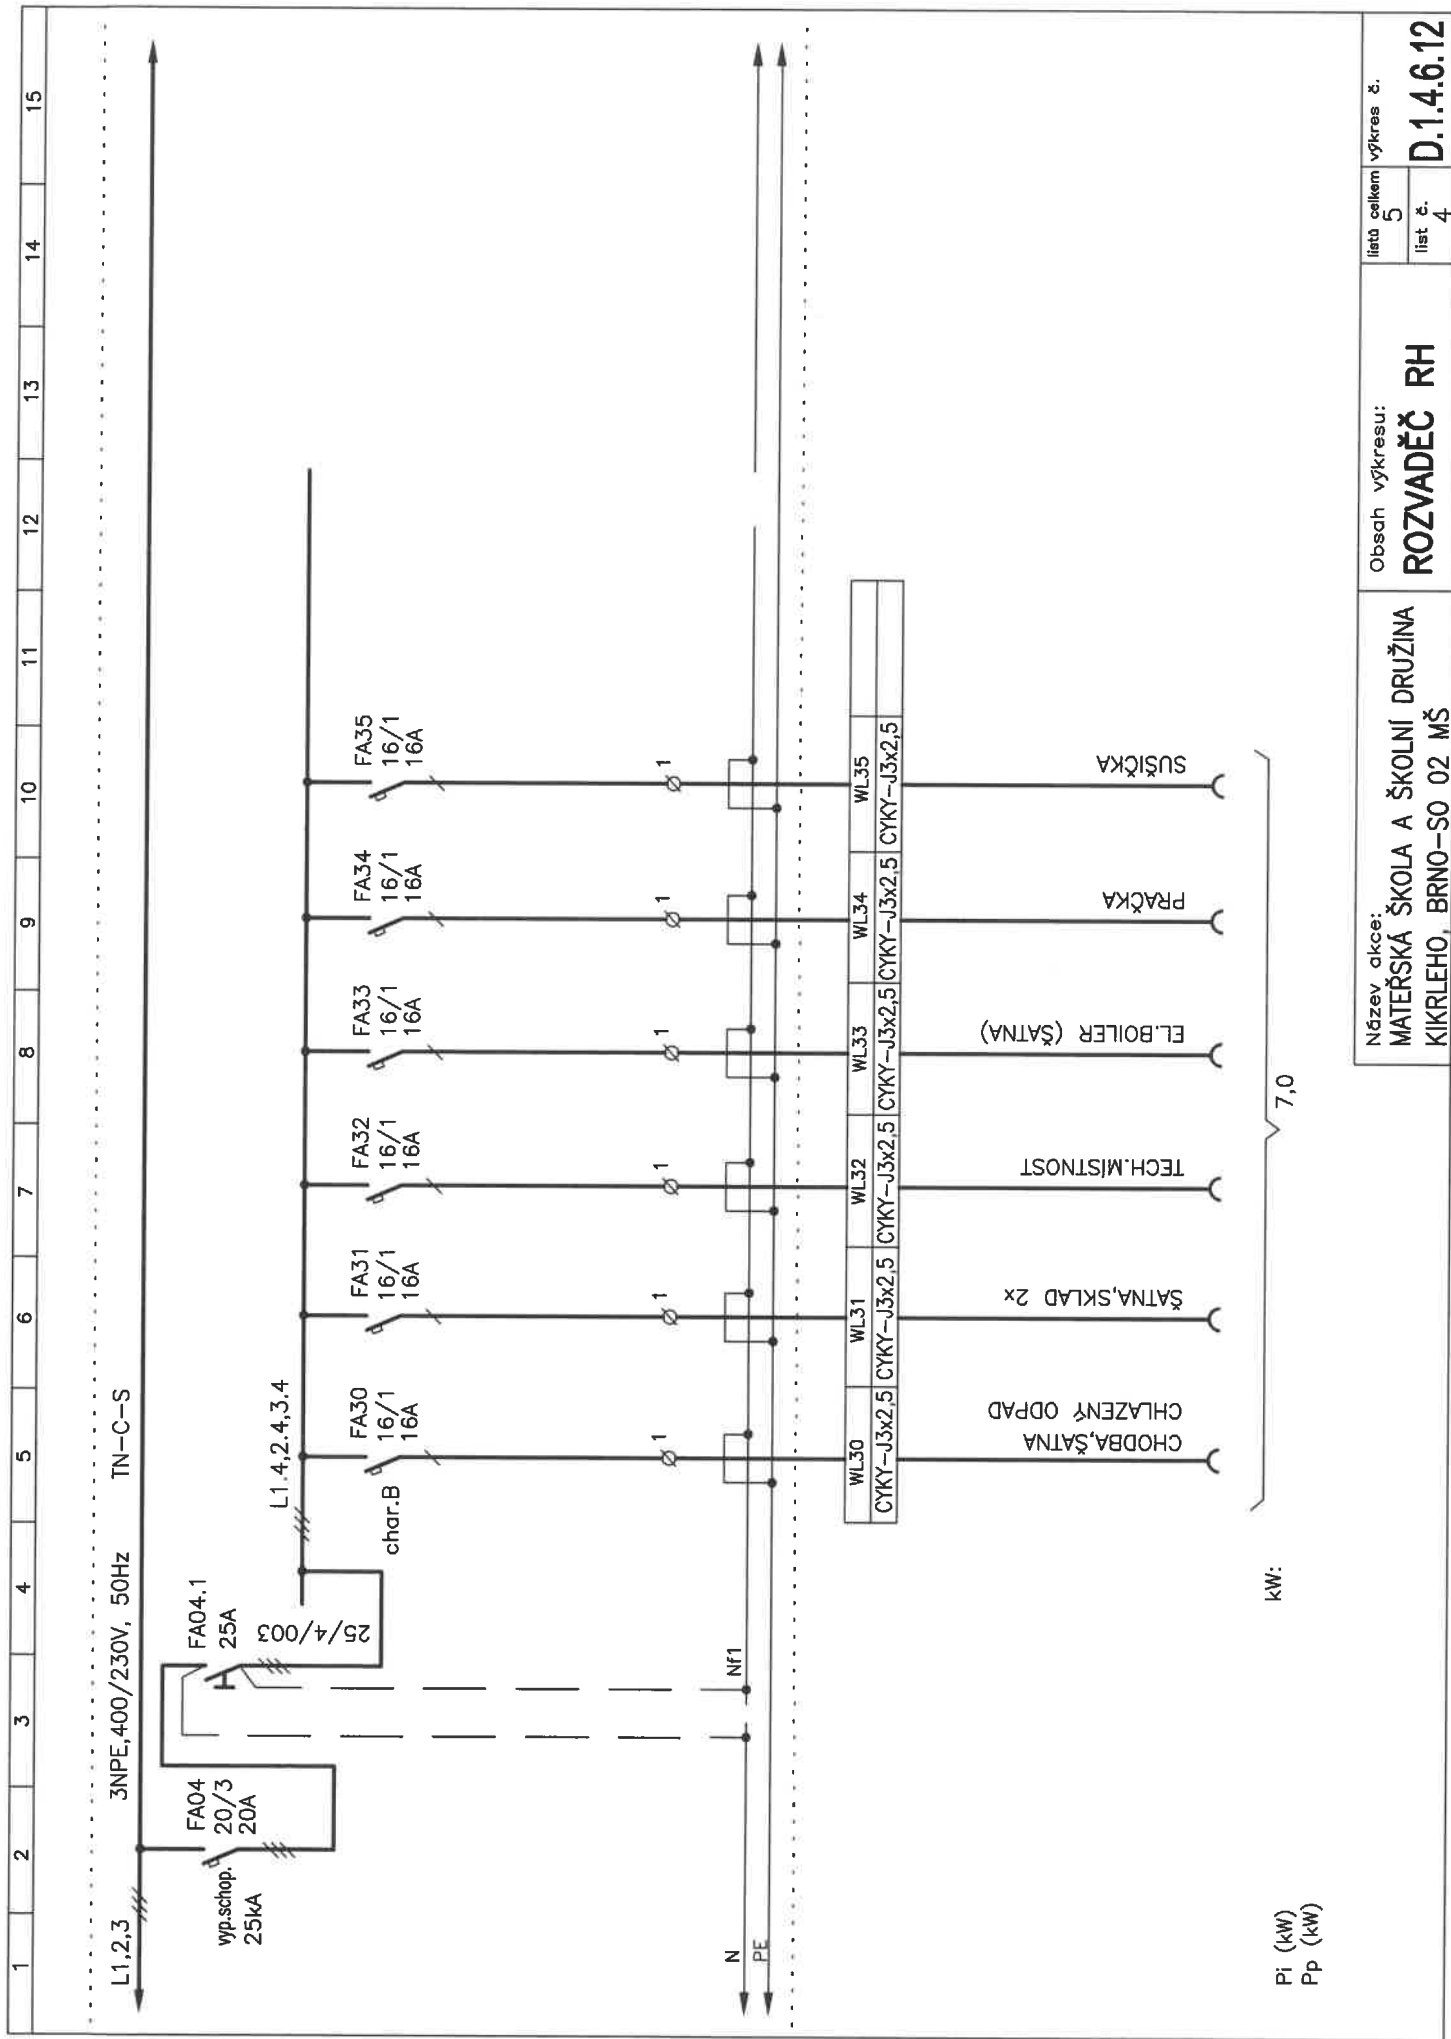 1 2 3 4 5 6 7 8 9 10 11 12 13 14 15
L1,2,3
3NPE,400/230V, 50Hz TN-C-S
FA04
20/3
20A
vyp.schop.
25kA
FA04.1
25A
25/4/003
L1.4,2.4,3.4
char.B
FA30
16/1
16A
FA31
16/1
16A
FA32
16/1
16A
FA33
16/1
16A
FA34
16/1
16A
FA35
16/1
16A
1 1 1 1 1 1
N
Nf1
PE
WL30 WL31 WL32 WL33 WL34 WL35
CYKY-J3x2,5 CYKY-J3x2,5 CYKY-J3x2,5 CYKY-J3x2,5 CYKY-J3x2,5 CYKY-J3x2,5
CHODBA,ŠATNA
CHLAZENÝ ODPAD
ŠATNA,SKLAD 2x
TECH.MÍSTNOST
EL.BOILER (ŠATNA)
PRAČKA
SUŠIČKA
kW:
7,0
Pi (kW)
Pp (kW)
Název akce:
MATEŘSKÁ ŠKOLA A ŠKOLNÍ DRUŽINA
KIKRLEHO, BRNO-SO 02 MŠ
Obsah výkresu:
ROZVADĚČ RH
listů celkem
5
list č.
4
výkres č.
D.1.4.6.12